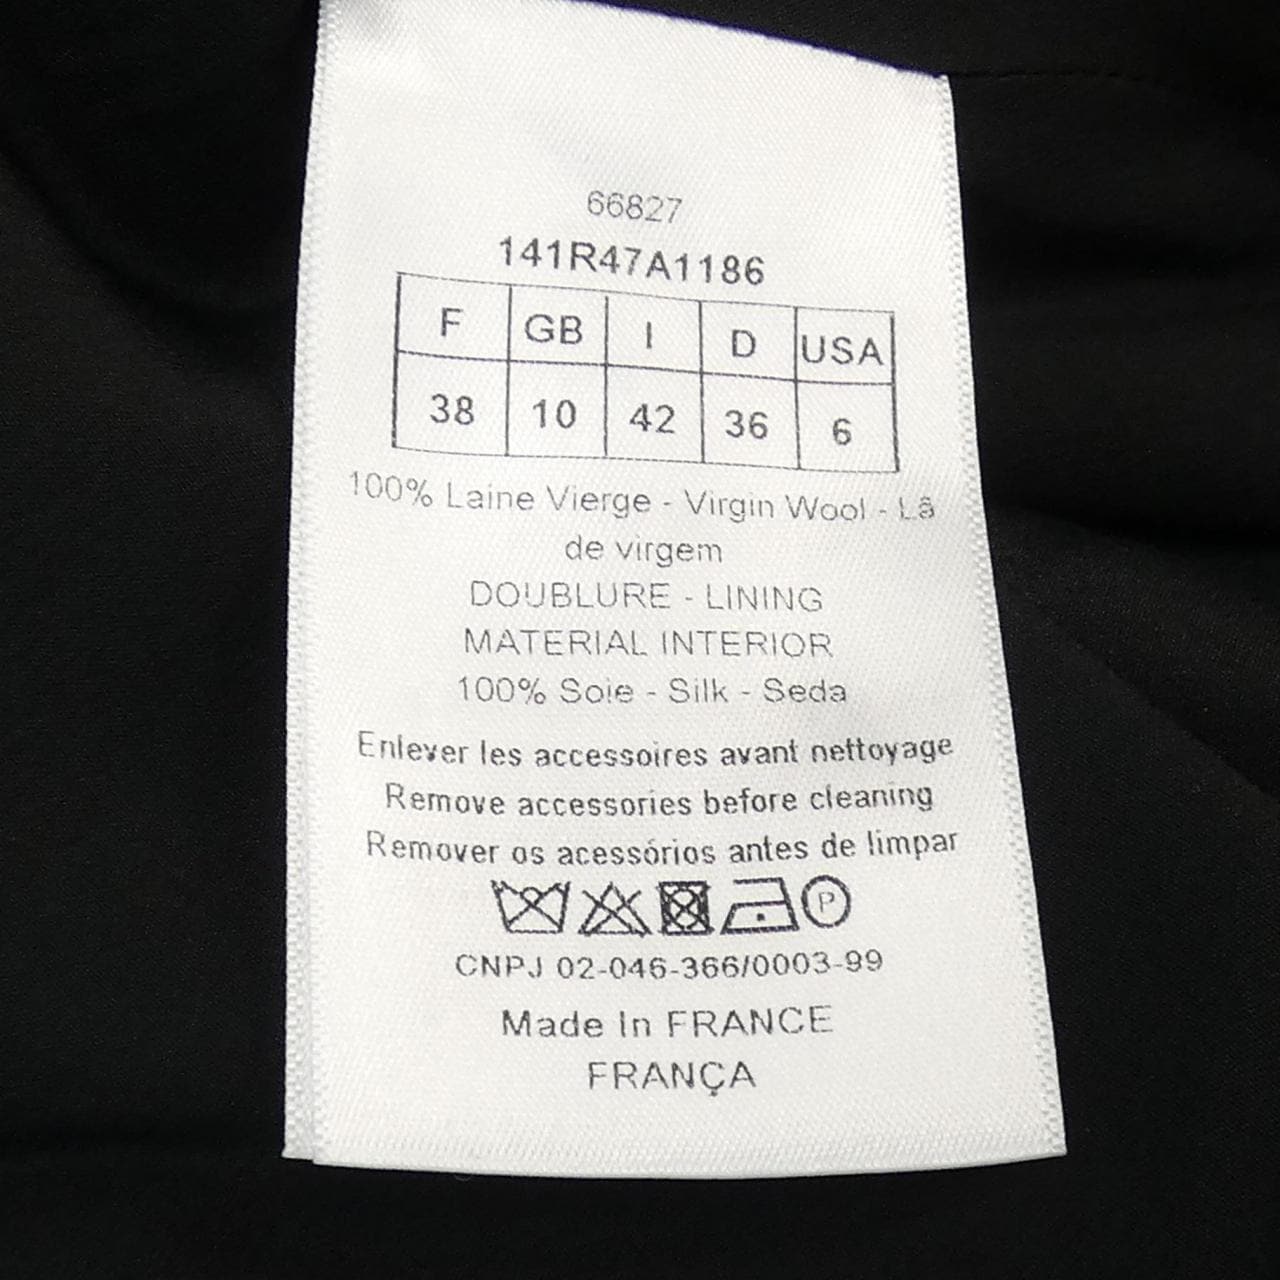 66827
141R47A1186
F GB I D USA
38 10 42 36 6
100% Laine Vierge - Virgin Wool - Lã
de virgem
DOUBLURE - LINING
MATERIAL INTERIOR
100% Soie - Silk - Seda
Enlever les accessoires avant nettoyage
Remove accessories before cleaning
Remover os acessórios antes de limpar
P
CNPJ 02-046-366/0003-99
Made In FRANCE
FRANÇA